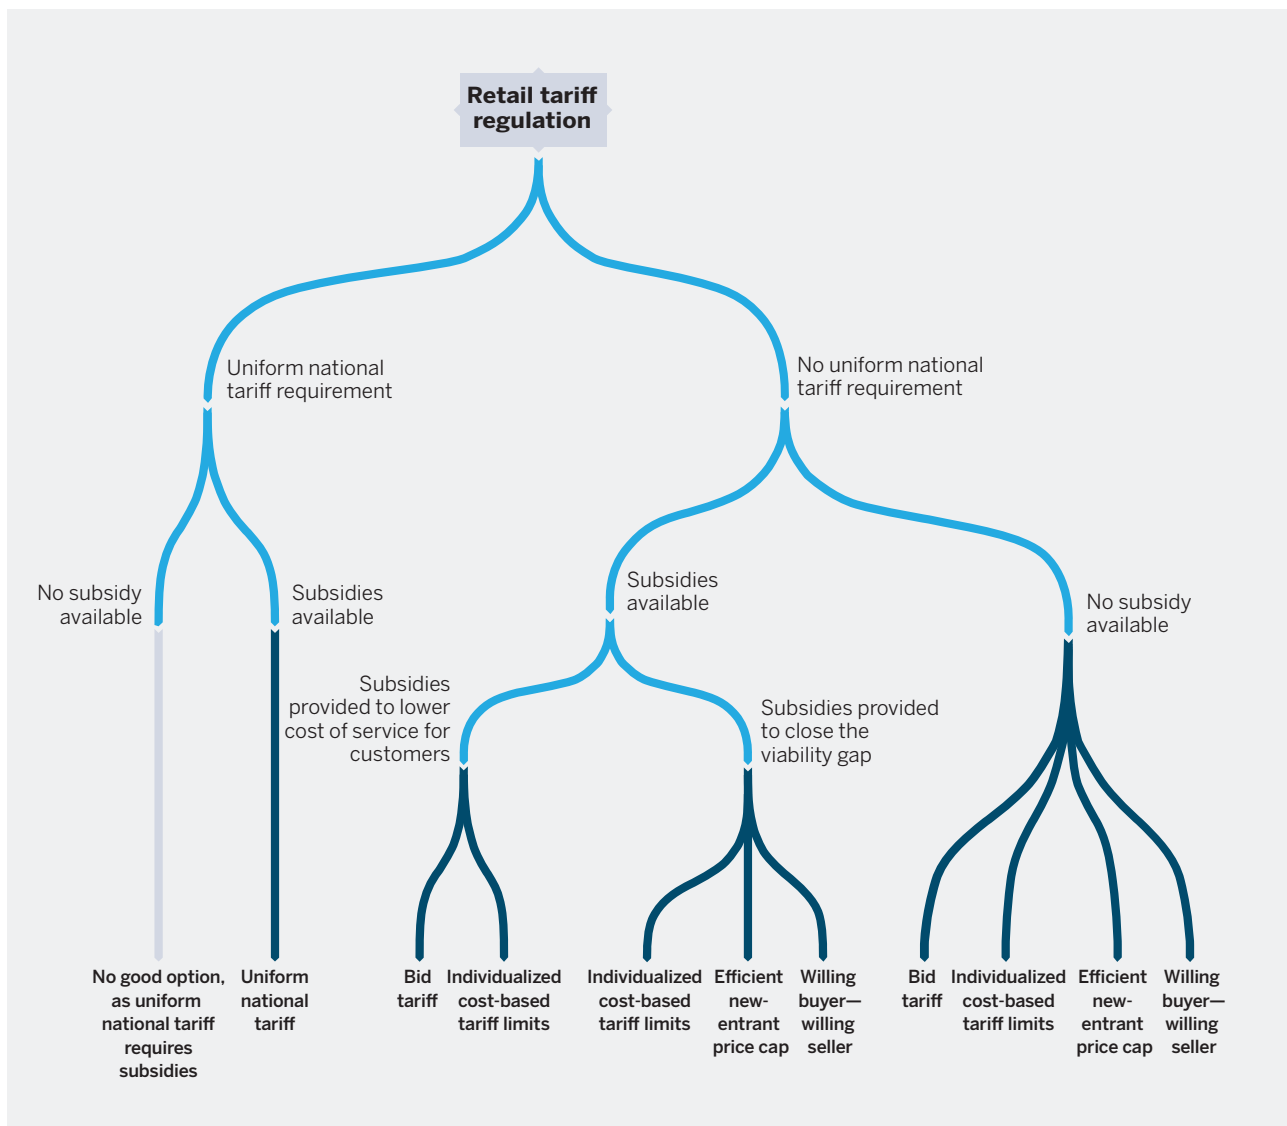 Retail tariff
regulation
Uniform national
tariff requirement
No uniform national
tariff requirement
No subsidy
available
Subsidies
available
Subsidies
available
No subsidy
available
Subsidies
provided to lower
cost of service for
customers
Subsidies provided
to close the
viability gap
No good option,
as uniform
national tariff
requires
subsidies
Uniform
national
tariff
Bid
tariff
Individualized
cost-based
tariff limits
Individualized
cost-based
tariff limits
Efficient
new-
entrant
price cap
Willing
buyer—
willing
seller
Bid
tariff
Individualized
cost-based
tariff limits
Efficient
new-
entrant
price cap
Willing
buyer—
willing
seller